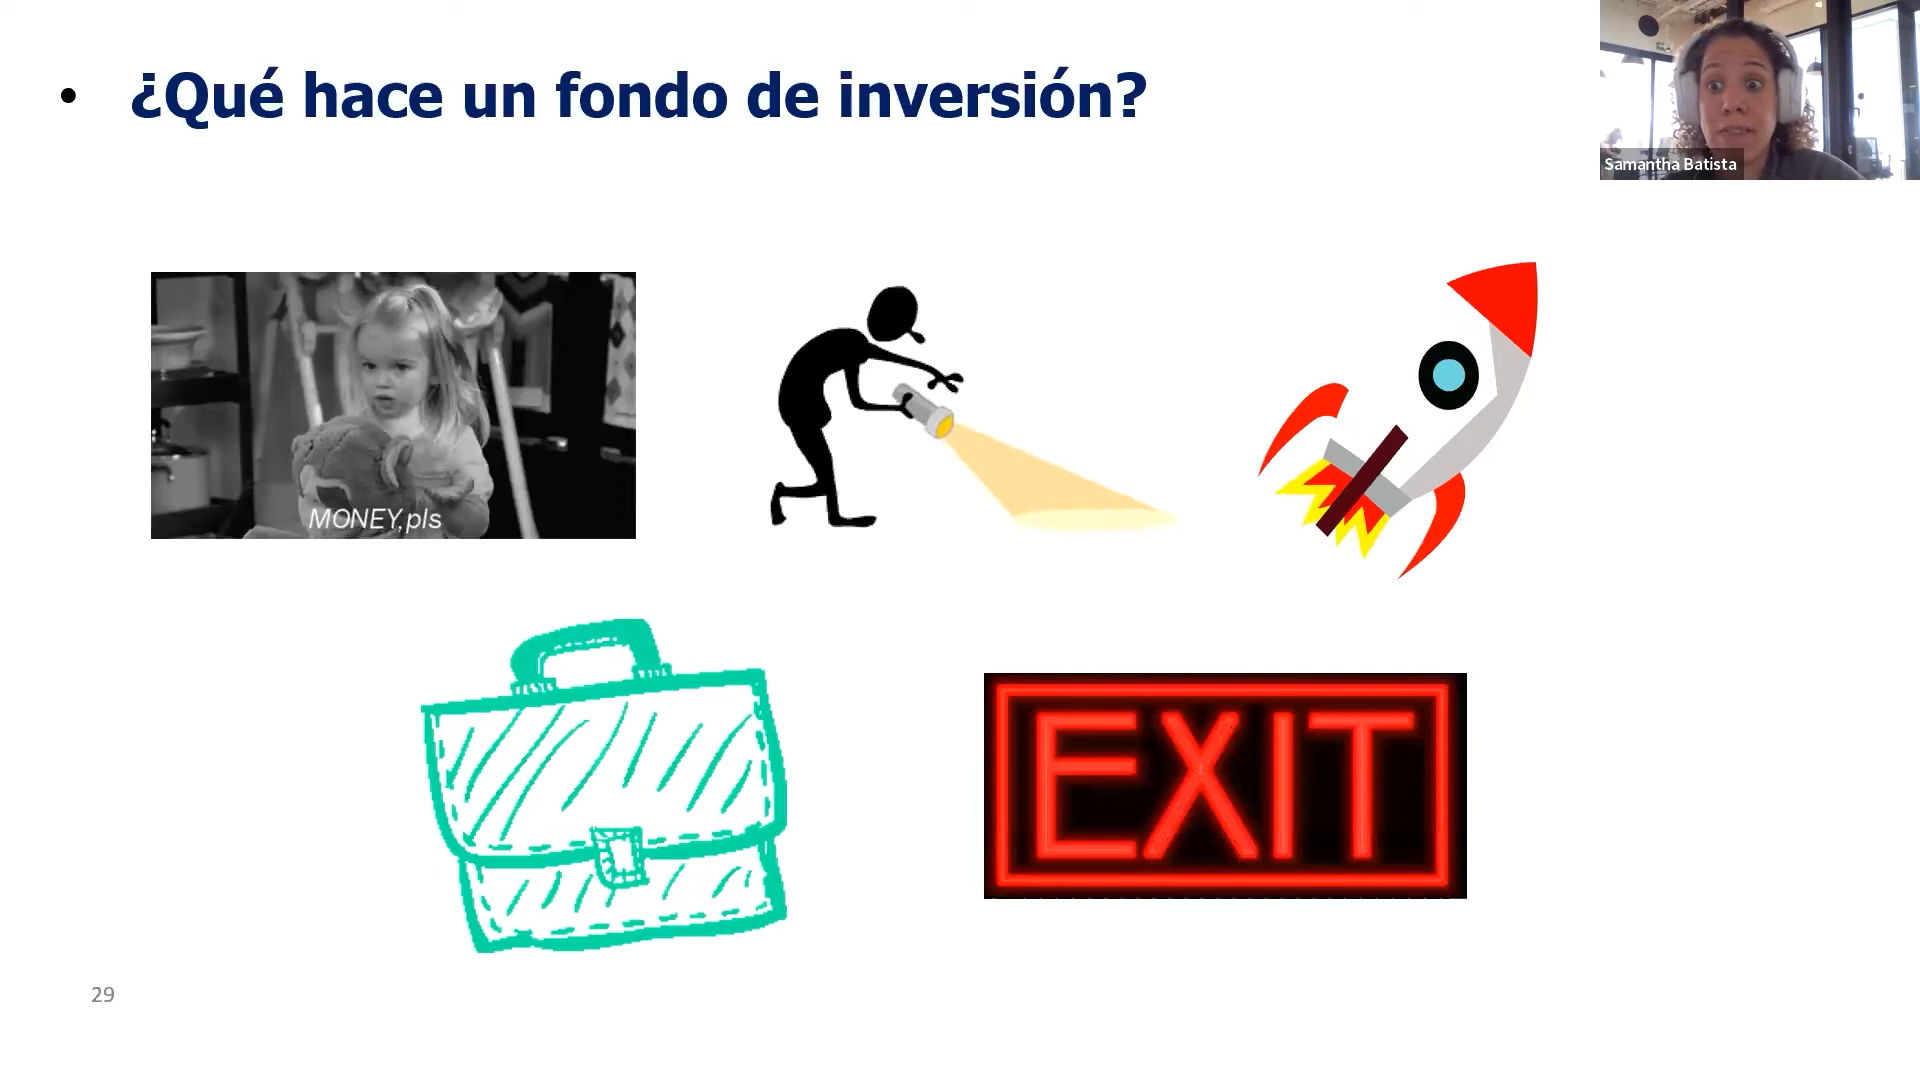 • ¿Qué hace un fondo de inversión?
Samantha Batista
MONEY,pls
EXIT
29